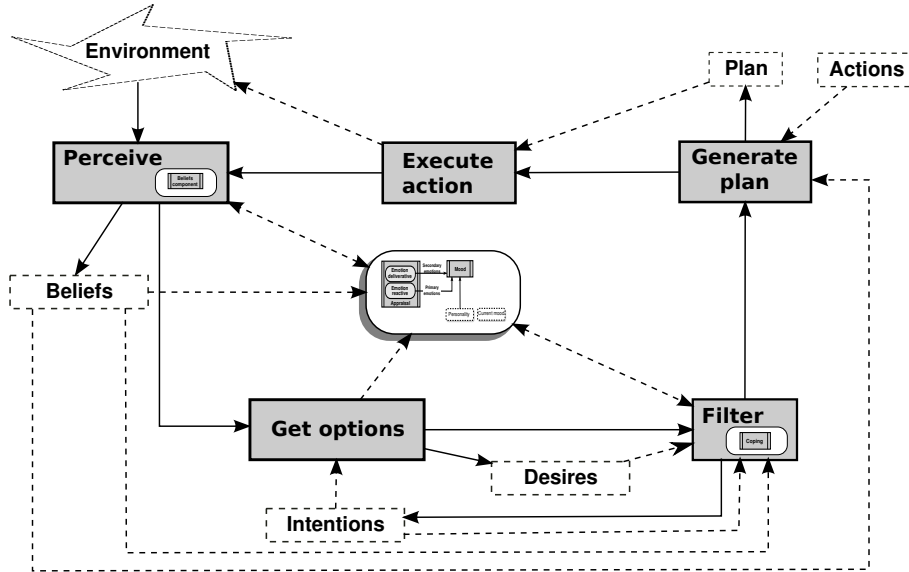 Environment
Plan
Actions
Perceive
Beliefs
component
Execute
action
Generate
plan
Beliefs
Emotion
deliverative
Secondary
emotions
Mood
Emotion
reactive
Primary
emotions
Appraisal
Personality
Current mood
Get options
Filter
Coping
Desires
Intentions